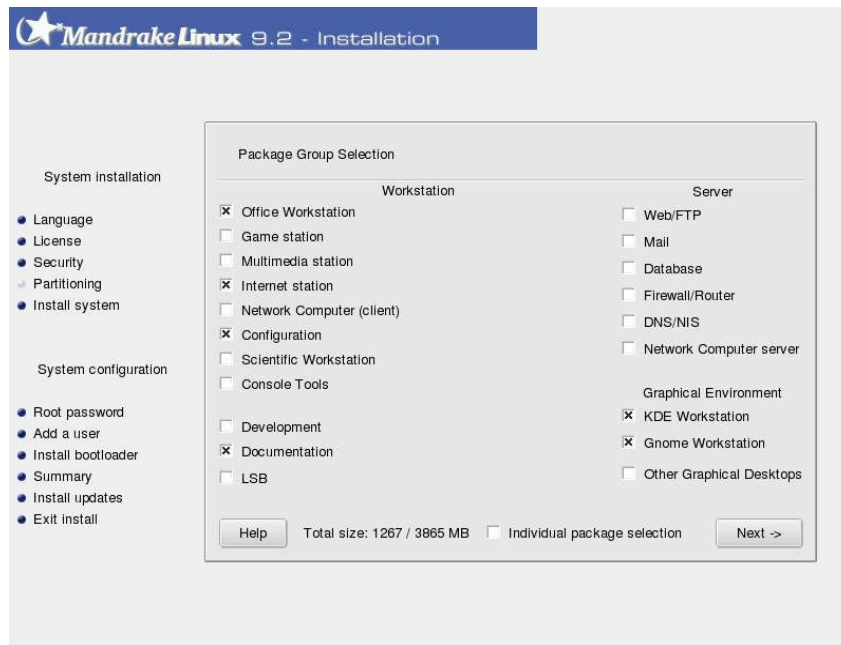 MandrakeLinux 9.2 - Installation
System installation
Language
License
Security
Partitioning
Install system
System configuration
Root password
Add a user
Install bootloader
Summary
Install updates
Exit install
Package Group Selection
Workstation
Office Workstation
Game station
Multimedia station
Internet station
Network Computer (client)
Configuration
Scientific Workstation
Console Tools
Development
Documentation
LSB
Server
Web/FTP
Mail
Database
Firewall/Router
DNS/NIS
Network Computer server
Graphical Environment
KDE Workstation
Gnome Workstation
Other Graphical Desktops
Help
Total size: 1267 / 3865 MB
Individual package selection
Next ->